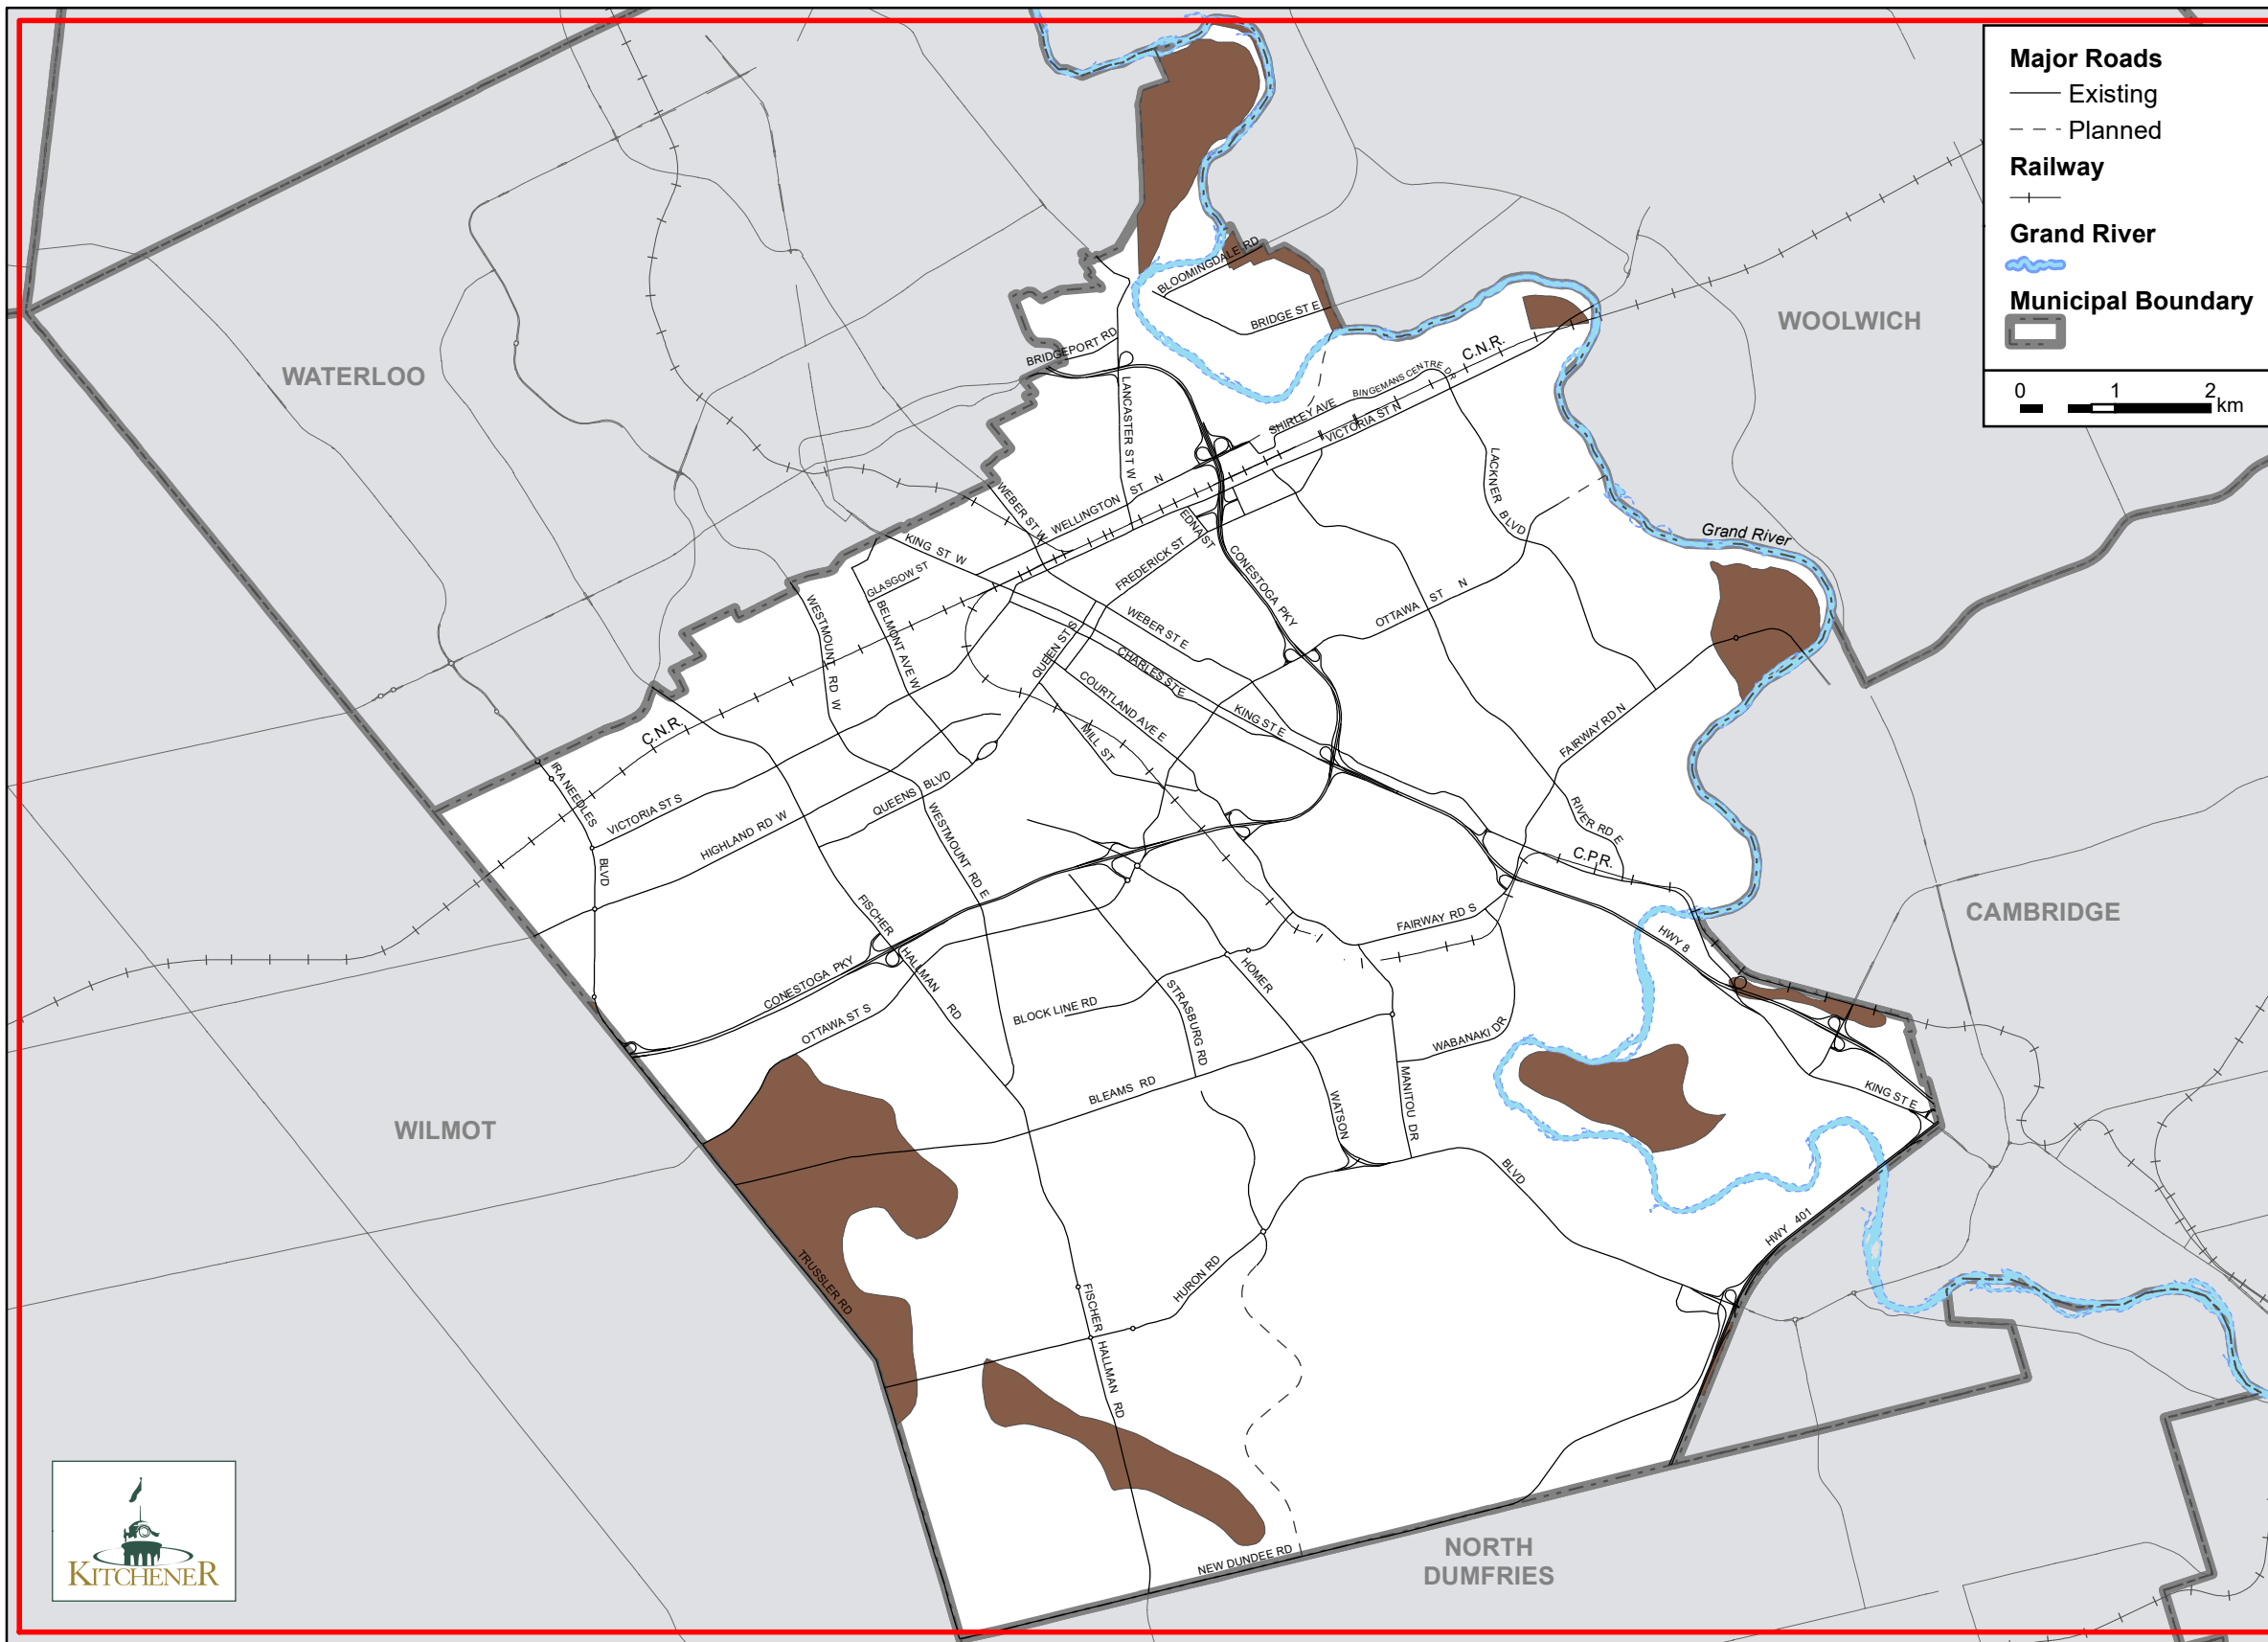 Major Roads
Existing
Planned
Railway
Grand River
Municipal Boundary
0 1 2 km
WATERLOO
WOOLWICH
CAMBRIDGE
WILMOT
NORTH
DUMFRIES
BLOOMINGDALE RD
BRIDGE ST E
BRIDGEPORT RD
LANCASTER ST W
C.N.R.
BINGEMANS CENTRE DR
SHIRLEY AVE
VICTORIA ST N
LACKNER BLVD
WEBER ST W
WELLINGTON ST N
KING ST W
EDNA ST
FREDERICK ST
CONESTOGA PKY
GLASGOW ST
BELMONT AVE W
WESTMOUNT RD W
QUEEN ST S
WEBER ST E
OTTAWA ST N
Grand River
CHARLES ST E
COURTLAND AVE E
KING ST E
MILL ST
FAIRWAY RD N
C.N.R.
IRA NEEDLES
BLVD
VICTORIA ST S
HIGHLAND RD W
QUEENS BLVD
WESTMOUNT RD E
RIVER RD E
C.P.R.
FISCHER
HALLMAN
RD
FAIRWAY RD S
HWY 8
CONESTOGA PKY
OTTAWA ST S
BLOCK LINE RD
STRASBURG RD
HOMER
WATSON
BLVD
WABANAKI DR
MANITOU DR
BLEAMS RD
KING ST E
HWY 401
TRUSSLER RD
HURON RD
FISCHER
HALLMAN RD
NEW DUNDEE RD
KITCHENER